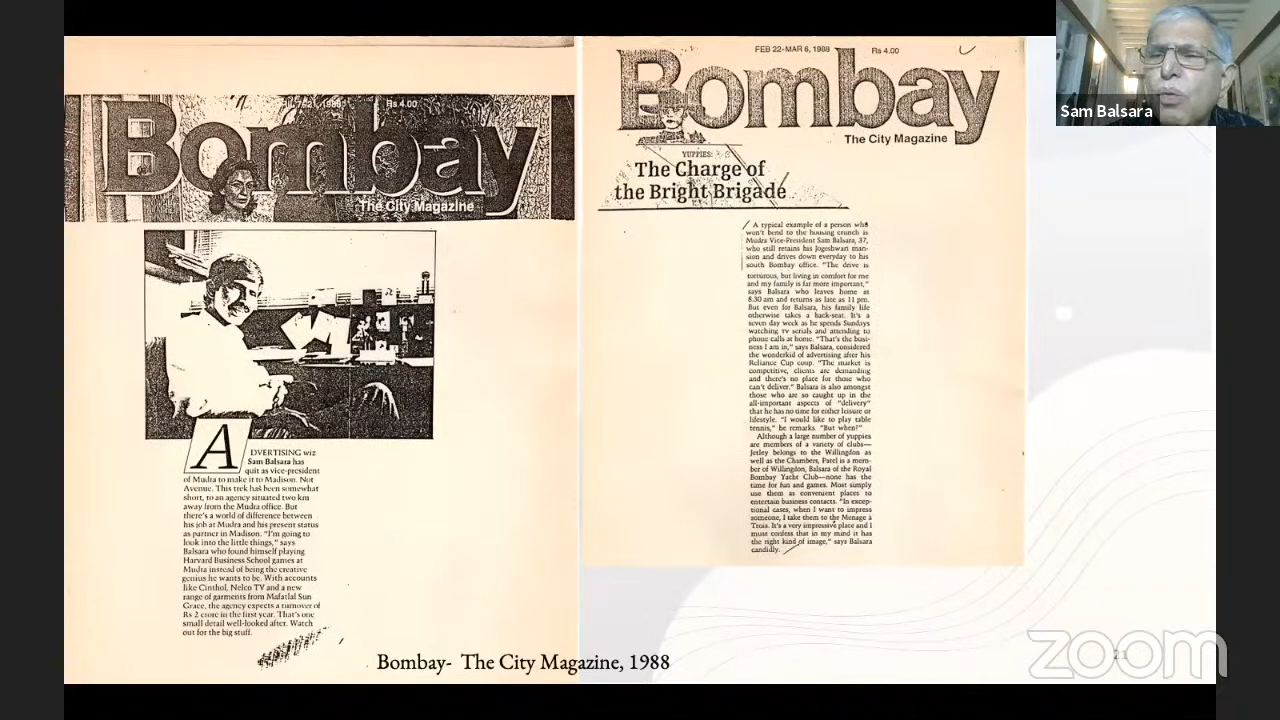 Bombay
Rs 4.00
The City Magazine
A
DVERTISING wiz
Sam Balsara has
quit as vice-president
of Mudra to make it to Madison. Not
Avenue. This trek has been somewhat
short, to an agency situated two km
away from the Mudra office. But
there's a world of difference between
his job at Mudra and his present status
as partner in Madison. "I'm going to
look into the little things," says
Balsara who found himself playing
Harvard Business School games at
Mudra instead of being the creative
genius he wants to be. With accounts
like Cinthol, Nelco TV and a new
range of garments from Mafatlal Sun
Grace, the agency expects a turnover of
Rs 2 crore in the first year. That's one
small detail well-looked after. Watch
out for the big stuff.
FEB 22-MAR 6, 1988
Rs 4.00
Bombay
The City Magazine
YUPPIES:
The Charge of
the Bright Brigade
A typical example of a person who
won't bend to the housing crunch is
Mudra Vice-President Sam Balsara, 37,
who still retains his Jogeshwari man-
sion and drives down everyday to his
south Bombay office. "The drive is
torturous, but living in comfort for me
and my family is far more important,"
says Balsara who leaves home at
8.30 am and returns as late as 11 pm.
But even for Balsara, his family life
otherwise takes a back-seat. It's a
seven day week as he spends Sundays
watching TV serials and attending to
phone calls at home. "That's the busi-
ness I am in," says Balsara, considered
the wonderkid of advertising after his
Reliance Cup coup. "The market is
competitive, clients are demanding
and there's no place for those who
can't deliver." Balsara is also amongst
those who are so caught up in the
all-important aspects of "delivery"
that he has no time for either leisure or
lifestyle. "I would like to play table
tennis," he remarks. "But when!"
Although a large number of yuppies
are members of a variety of clubs—
Jetley belongs to the Willingdon as
well as the Chambers, Patel is a mem-
ber of Willingdon, Balsara of the Royal
Bombay Yacht Club—none has the
time for fun and games. Most simply
use them as convenient places to
entertain business contacts. "In excep-
tional cases, when I want to impress
someone, I take them to the Menage à
Trois. It's a very impressive place and I
must confess that in my mind it has
the right kind of image," says Balsara
candidly.
Bombay- The City Magazine, 1988
21
Sam Balsara
zoom